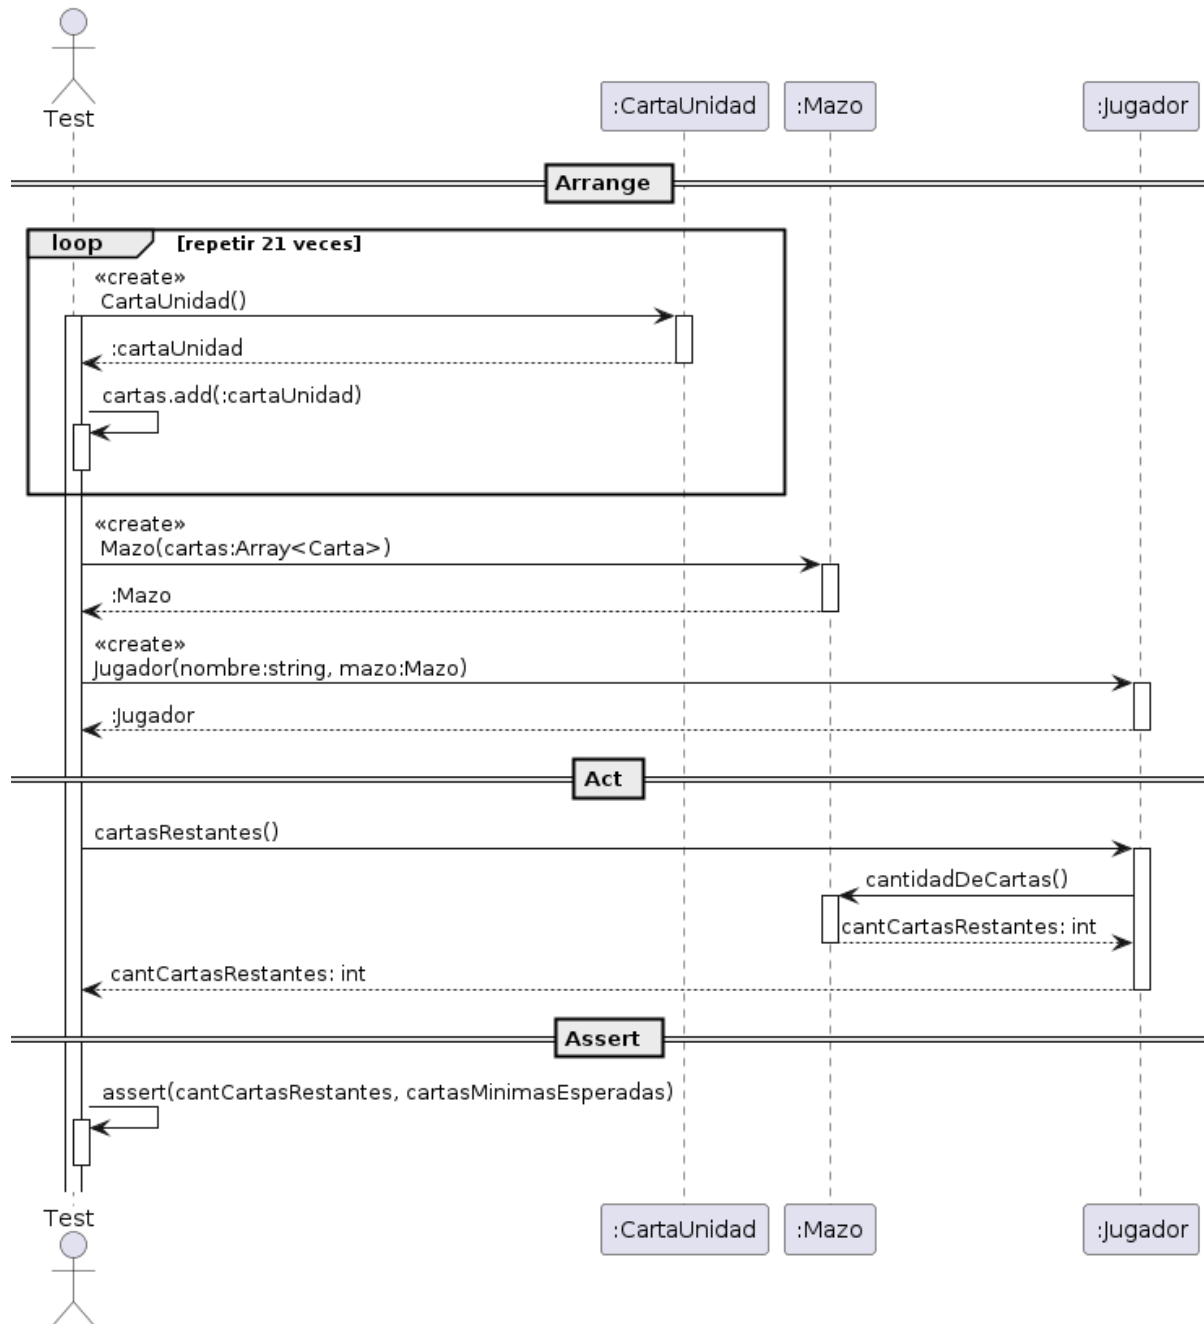 Test
:CartaUnidad
:Mazo
:Jugador
Arrange
loop
[repetir 21 veces]
«create»
CartaUnidad()
:cartaUnidad
cartas.add(:cartaUnidad)
«create»
Mazo(cartas:Array<Carta>)
:Mazo
«create»
Jugador(nombre:string, mazo:Mazo)
:Jugador
Act
cartasRestantes()
cantidadDeCartas()
cantCartasRestantes: int
cantCartasRestantes: int
Assert
assert(cantCartasRestantes, cartasMinimasEsperadas)
Test
:CartaUnidad
:Mazo
:Jugador